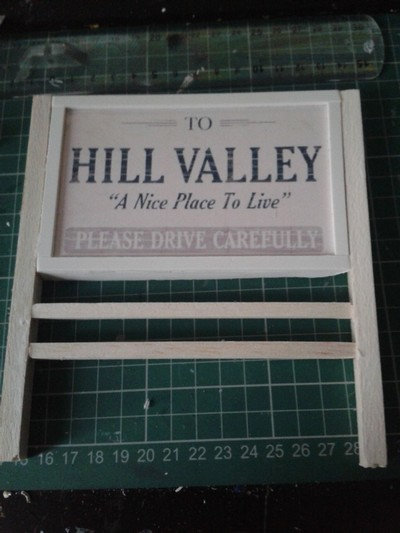 TO
HILL VALLEY
“A Nice Place To Live”
PLEASE DRIVE CAREFULLY
15 16 17 18 19 20 21 22 23 24 25 26 27 28